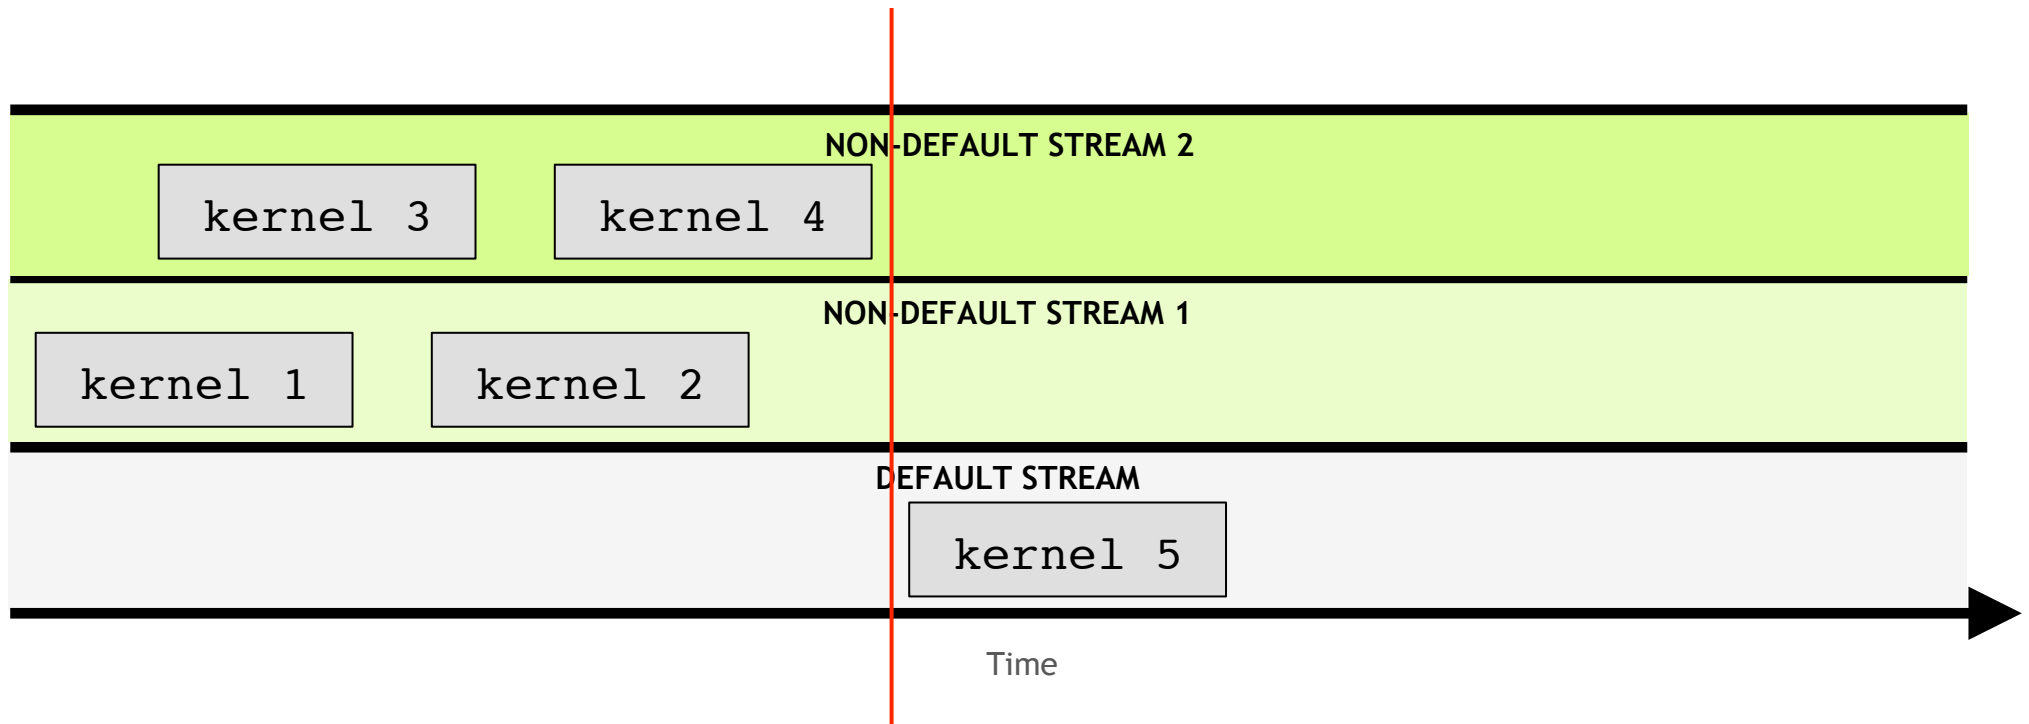 NON-DEFAULT STREAM 2
kernel 3 kernel 4
NON-DEFAULT STREAM 1
kernel 1 kernel 2
DEFAULT STREAM
kernel 5
Time